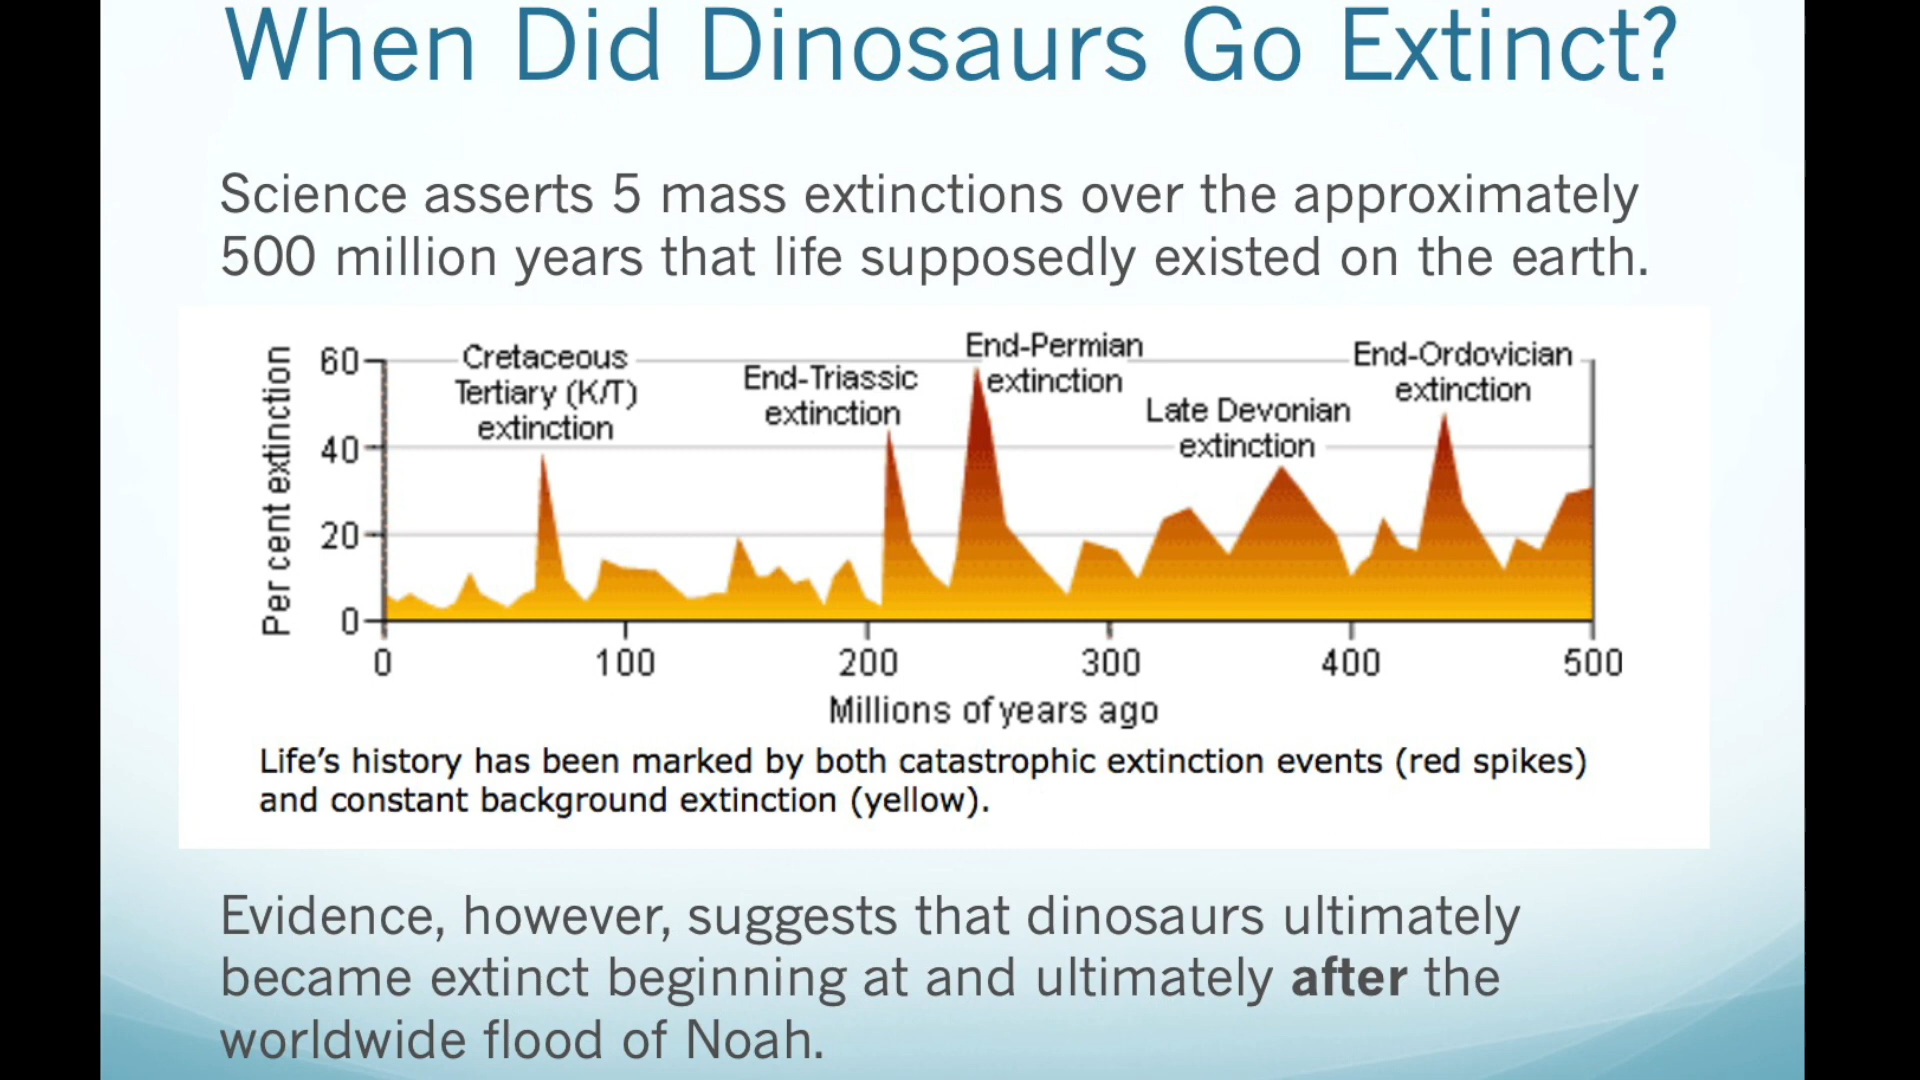 When Did Dinosaurs Go Extinct?
Science asserts 5 mass extinctions over the approximately
500 million years that life supposedly existed on the earth.
Per cent extinction
60
40
20
0
Cretaceous
Tertiary (K/T)
extinction
End-Triassic
extinction
End-Permian
extinction
Late Devonian
extinction
End-Ordovician
extinction
0 100 200 300 400 500
Millions of years ago
Life's history has been marked by both catastrophic extinction events (red spikes)
and constant background extinction (yellow).
Evidence, however, suggests that dinosaurs ultimately
became extinct beginning at and ultimately after the
worldwide flood of Noah.